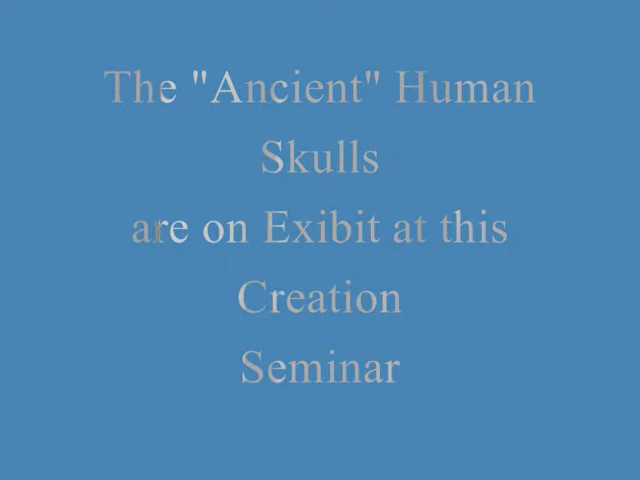 The "Ancient" Human
Skulls
are on Exibit at this
Creation
Seminar